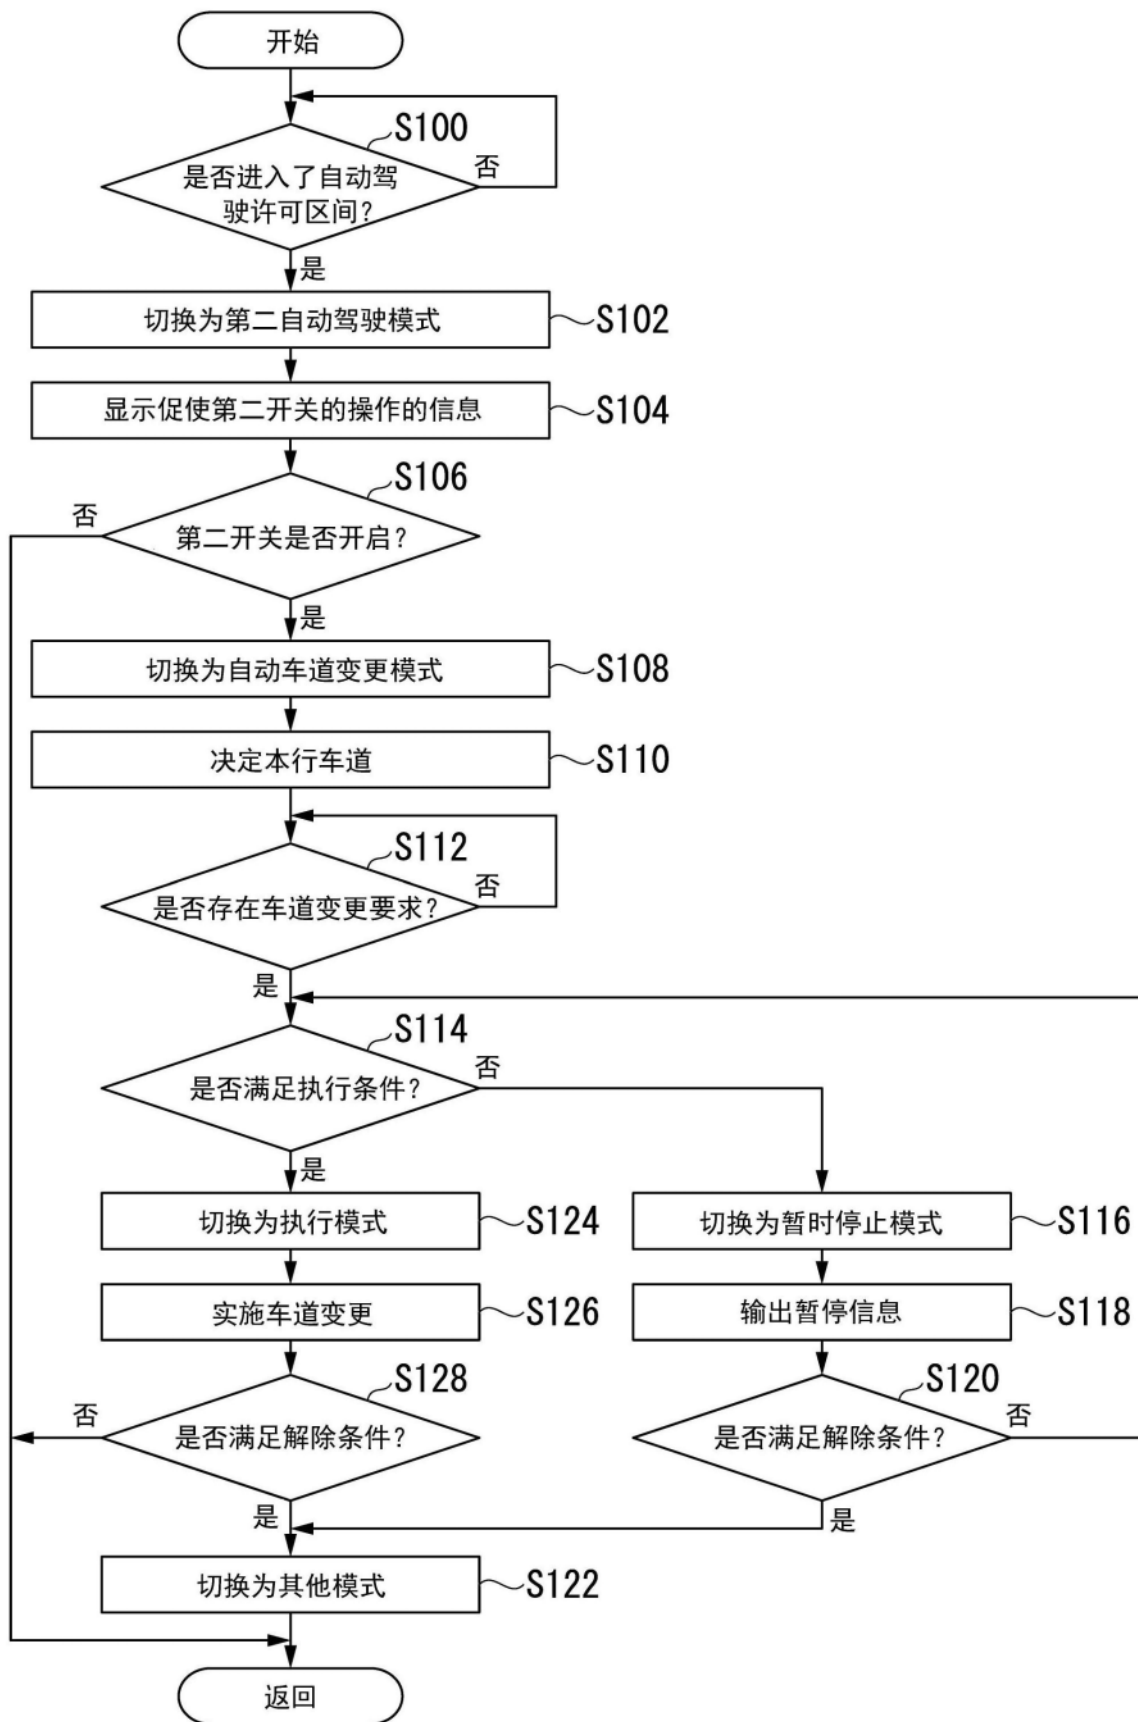 开始
S100
是否进入了自动驾
驶许可区间？
否
是
切换为第二自动驾驶模式
S102
显示促使第二开关的操作的信息
S104
S106
否
第二开关是否开启？
是
切换为自动车道变更模式
S108
决定本行车道
S110
S112
否
是否存在车道变更要求？
是
S114
否
是否满足执行条件？
是
切换为执行模式
S124
切换为暂时停止模式
S116
实施车道变更
S126
输出暂停信息
S118
S128
否
是否满足解除条件？
是
S120
否
是否满足解除条件？
是
切换为其他模式
S122
返回